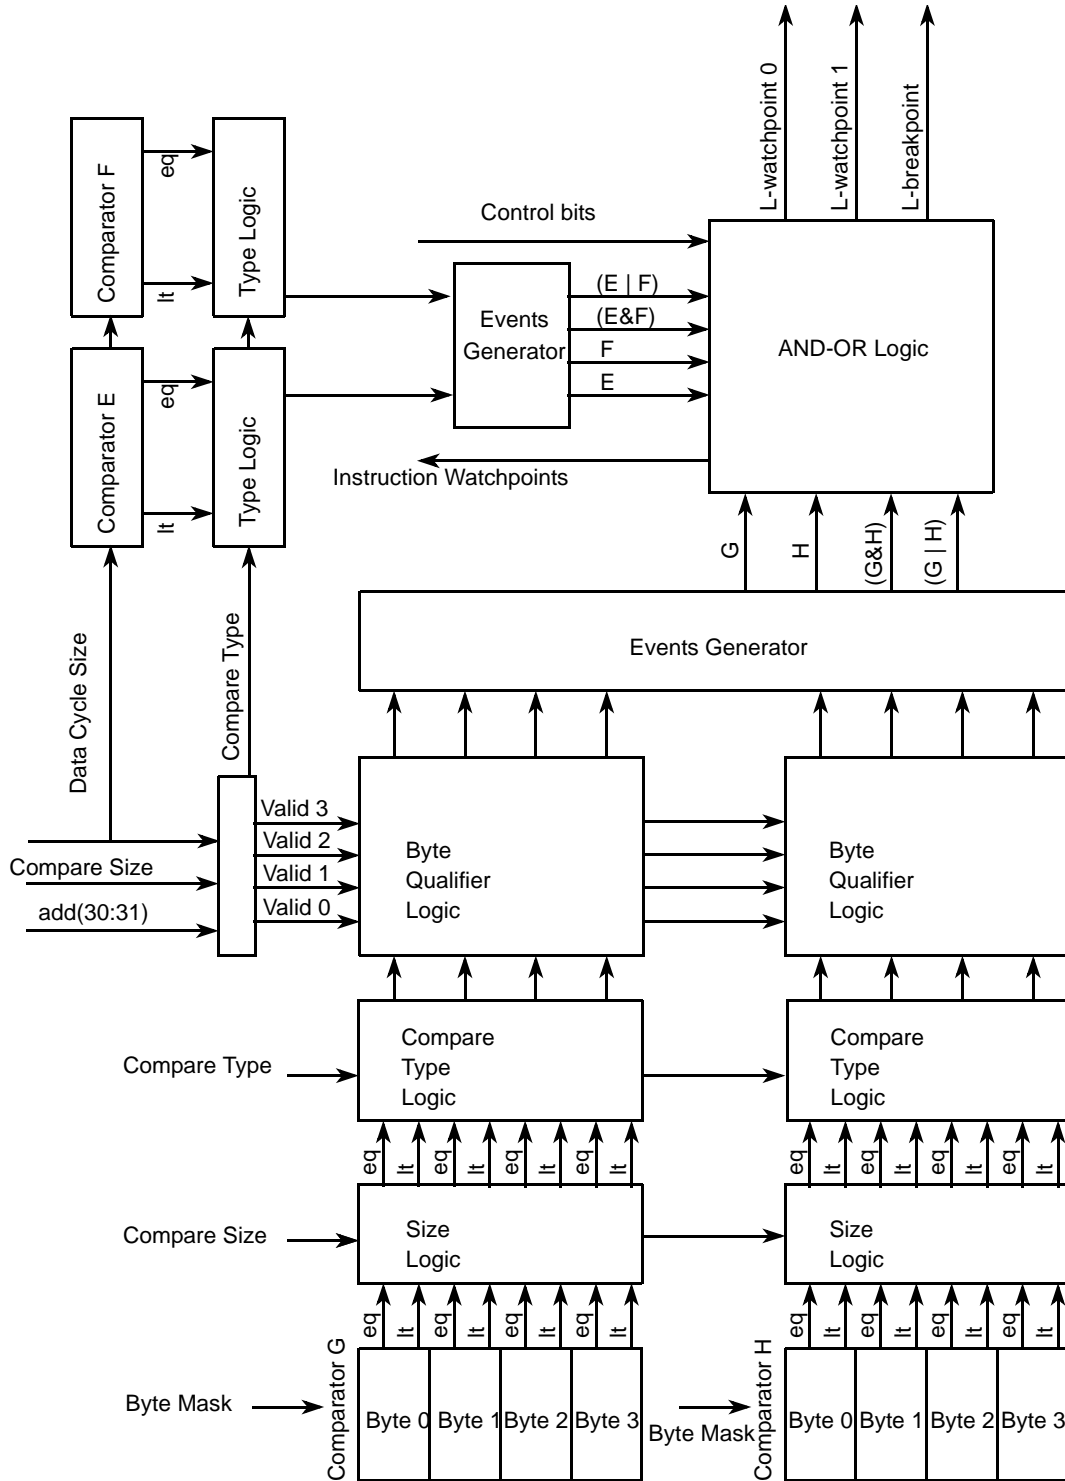 L-watchpoint 0
L-watchpoint 1
L-breakpoint
Comparator F
eq
lt
Type Logic
Control bits
Events
Generator
(E | F)
(E&F)
F
E
AND-OR Logic
Comparator E
eq
lt
Type Logic
Instruction Watchpoints
G
H
(G&H)
(G | H)
Events Generator
Data Cycle Size
Compare Type
Compare Size
add(30:31)
Valid 3
Valid 2
Valid 1
Valid 0
Byte
Qualifier
Logic
Byte
Qualifier
Logic
Compare Type
Compare
Type
Logic
Compare
Type
Logic
eq
lt
eq
lt
eq
lt
eq
lt
eq
lt
eq
lt
eq
lt
eq
lt
Compare Size
Size
Logic
Size
Logic
eq
lt
eq
lt
eq
lt
eq
lt
eq
lt
eq
lt
eq
lt
eq
lt
Byte Mask
Comparator G
Byte 0
Byte 1
Byte 2
Byte 3
Byte Mask
Comparator H
Byte 0
Byte 1
Byte 2
Byte 3